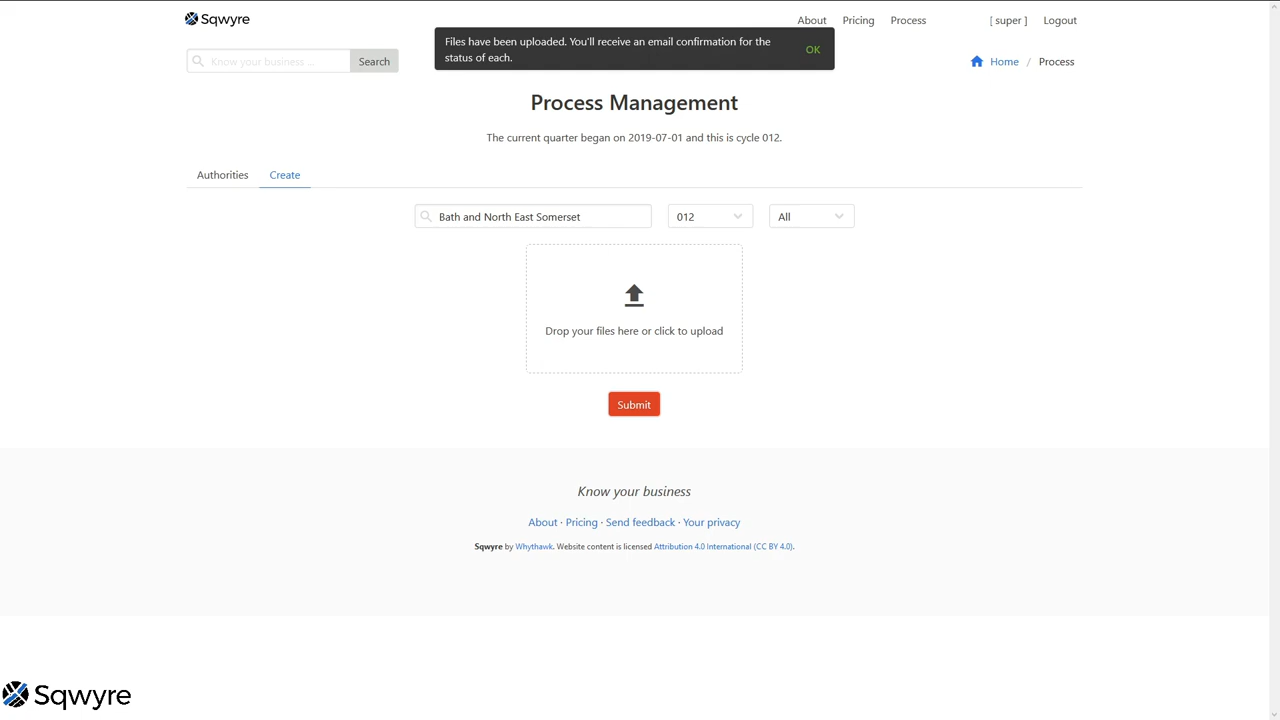 Sqwyre
About Pricing Process [ super ] Logout
Files have been uploaded. You'll receive an email confirmation for the
status of each.
OK
Know your business ... Search
Home / Process
Process Management
The current quarter began on 2019-07-01 and this is cycle 012.
Authorities Create
Bath and North East Somerset 012 All
Drop your files here or click to upload
Submit
Know your business
About · Pricing · Send feedback · Your privacy
Sqwyre by Whythawk. Website content is licensed Attribution 4.0 International (CC BY 4.0).
Sqwyre